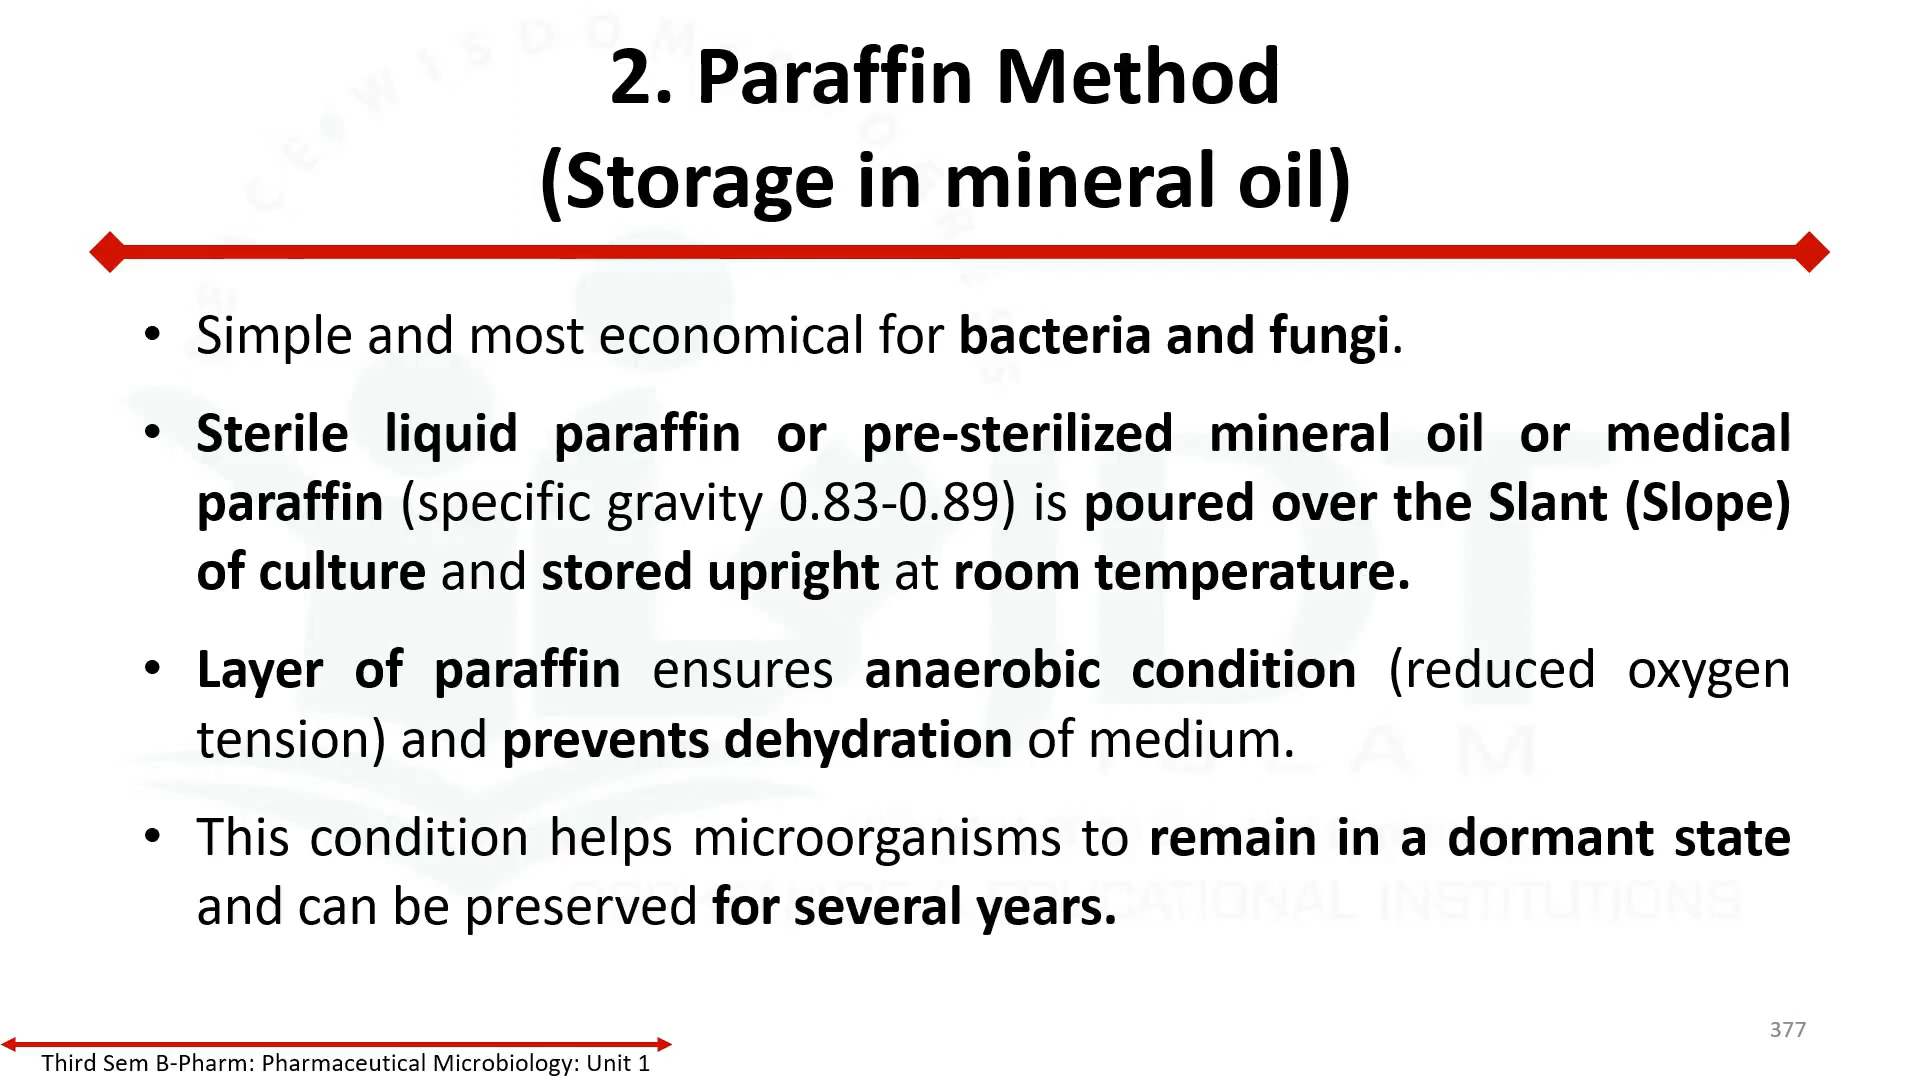 2. Paraffin Method
(Storage in mineral oil)
• Simple and most economical for bacteria and fungi.
• Sterile liquid paraffin or pre-sterilized mineral oil or medical
paraffin (specific gravity 0.83-0.89) is poured over the Slant (Slope)
of culture and stored upright at room temperature.
• Layer of paraffin ensures anaerobic condition (reduced oxygen
tension) and prevents dehydration of medium.
• This condition helps microorganisms to remain in a dormant state
and can be preserved for several years.
377
Third Sem B-Pharm: Pharmaceutical Microbiology: Unit 1
JDT
EDUCATIONAL INSTITUTIONS